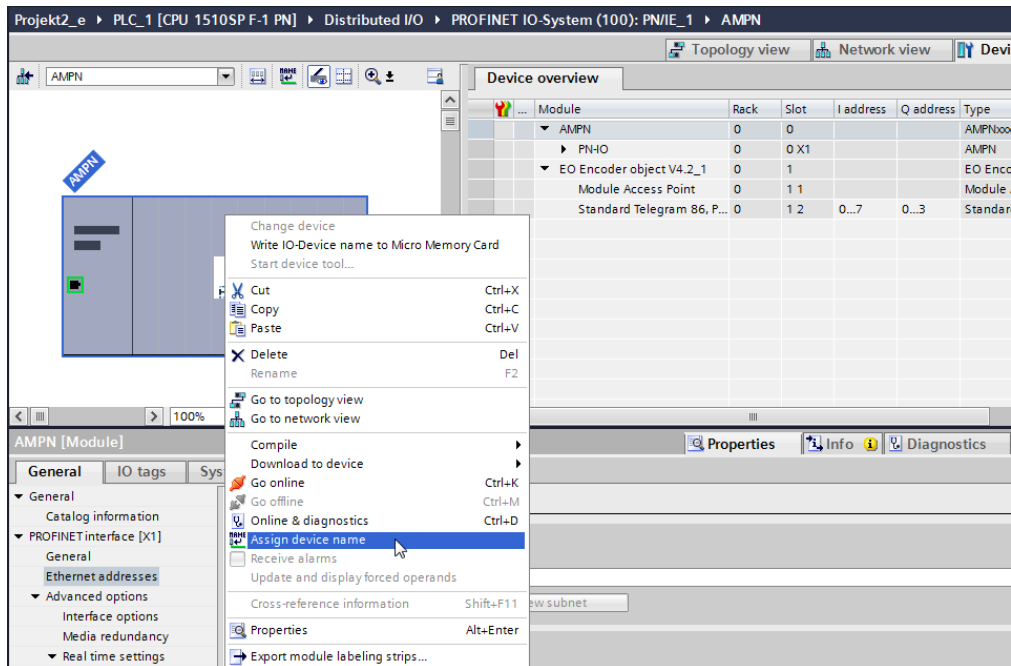 Projekt2_e ▸ PLC_1 [CPU 1510SP F-1 PN] ▸ Distributed I/O ▸ PROFINET IO-System (100): PN/IE_1 ▸ AMPN
Topology view Network view Devi
AMPN
Device overview
... Module Rack Slot I address Q address Type
AMPN 0 0
PN-IO 0 0 X1 AMPN
EO Encoder object V4.2_1 0 1 EO Enco
Module Access Point 0 1 1 Module
Standard Telegram 86, P... 0 1 2 0...7 0...3 Standar
AMPN
Change device
Write IO-Device name to Micro Memory Card
Start device tool...
Cut Ctrl+X
Copy Ctrl+C
Paste Ctrl+V
Delete Del
Rename F2
Go to topology view
Go to network view
Compile
Download to device
Go online Ctrl+K
Go offline Ctrl+M
Online & diagnostics Ctrl+D
Assign device name
Receive alarms
Update and display forced operands
Cross-reference information Shift+F11
Properties Alt+Enter
Export module labeling strips...
100%
AMPN [Module]
Properties Info Diagnostics
General IO tags Sys
General
Catalog information
PROFINET interface [X1]
General
Ethernet addresses
Advanced options
Interface options
Media redundancy
Real time settings
w subnet